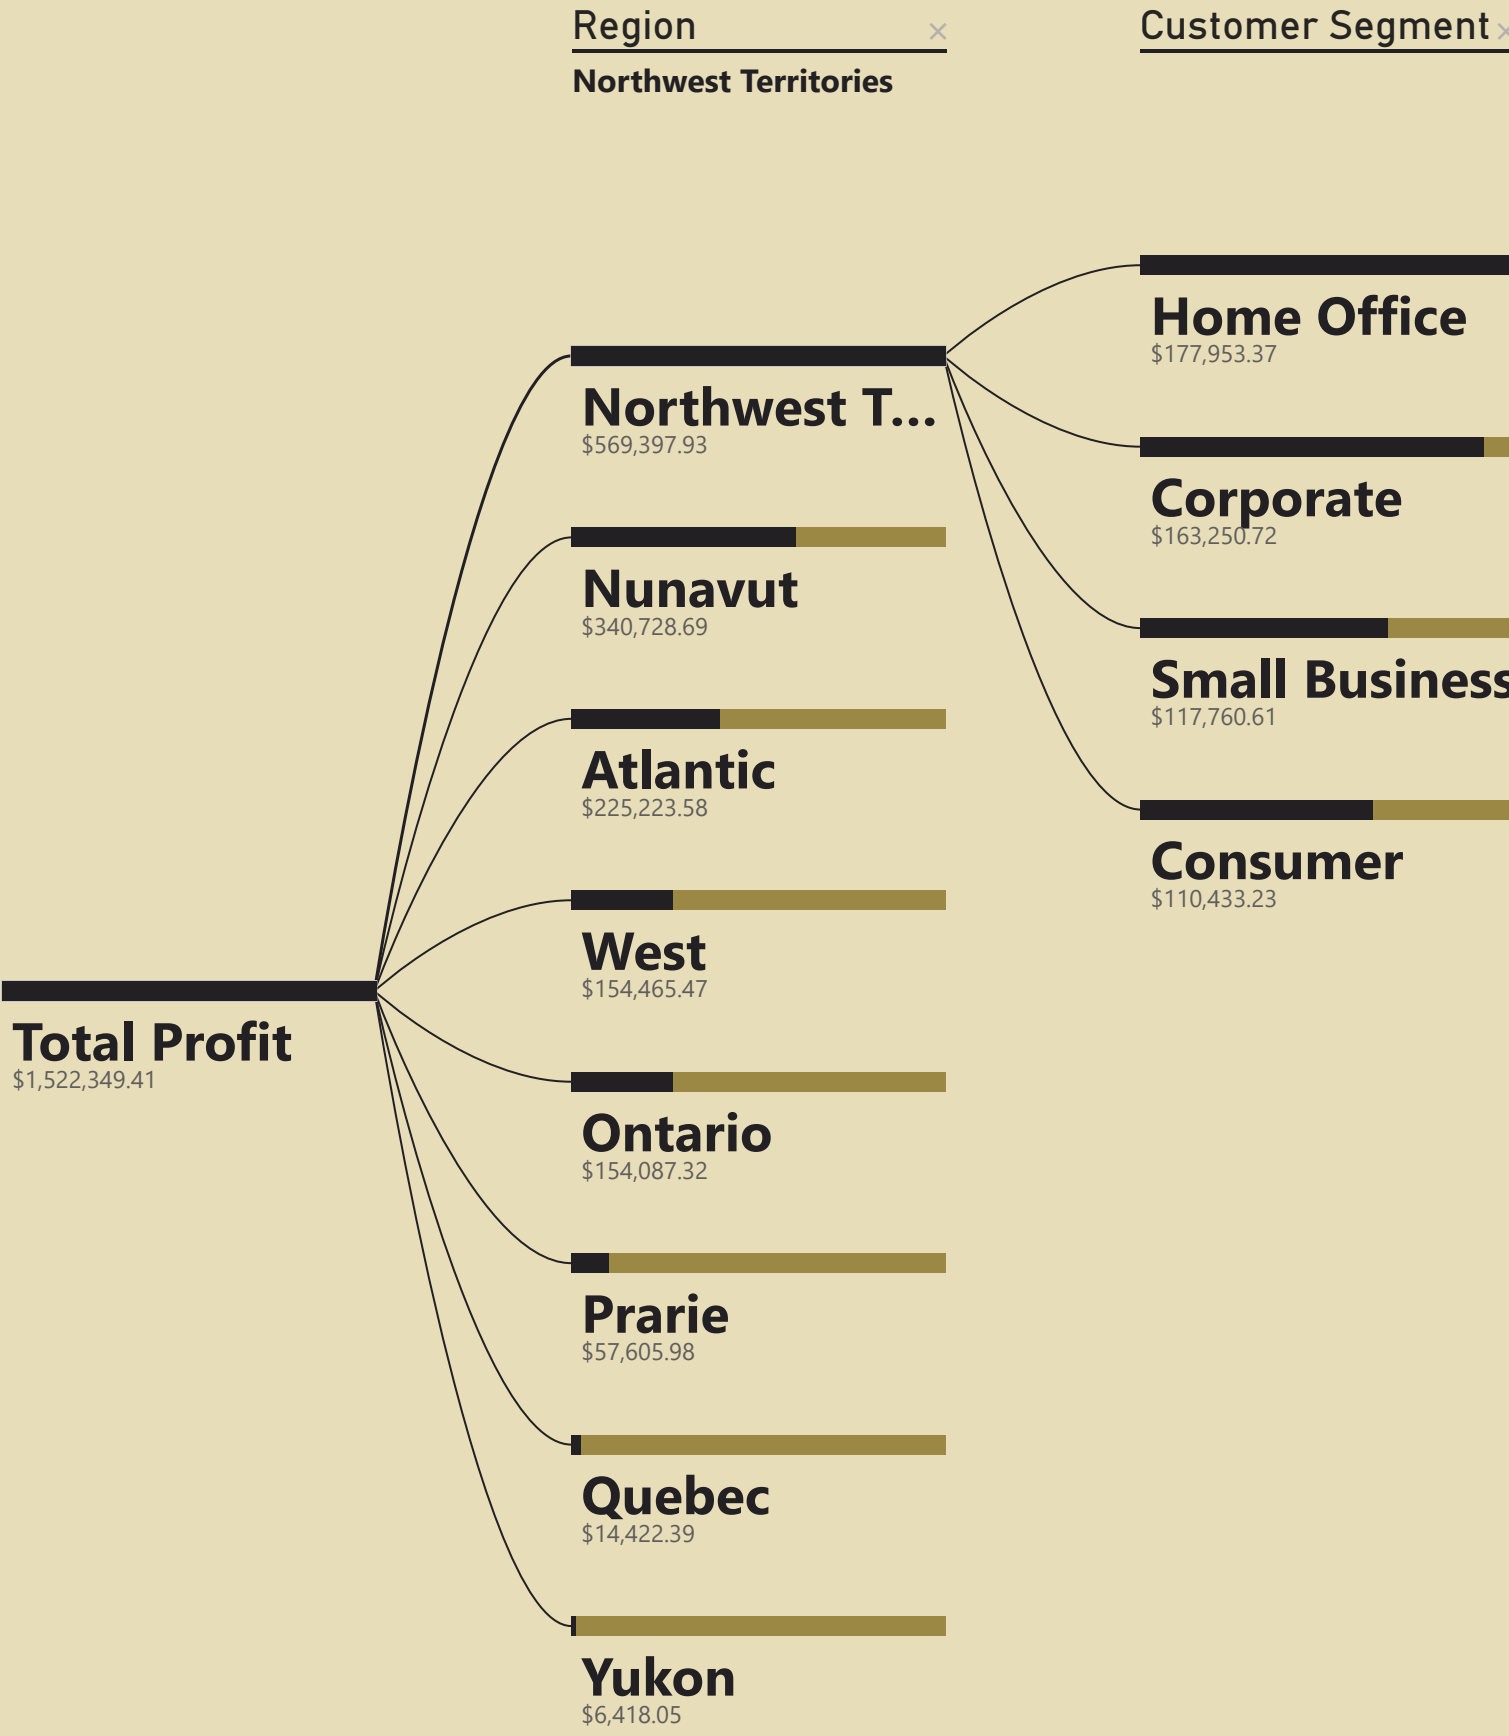 Region ×
Customer Segment ×
Northwest Territories
Home Office
$177,953.37
Northwest T...
$569,397.93
Corporate
$163,250.72
Nunavut
$340,728.69
Small Business
$117,760.61
Atlantic
$225,223.58
Consumer
$110,433.23
West
$154,465.47
Total Profit
$1,522,349.41
Ontario
$154,087.32
Prarie
$57,605.98
Quebec
$14,422.39
Yukon
$6,418.05